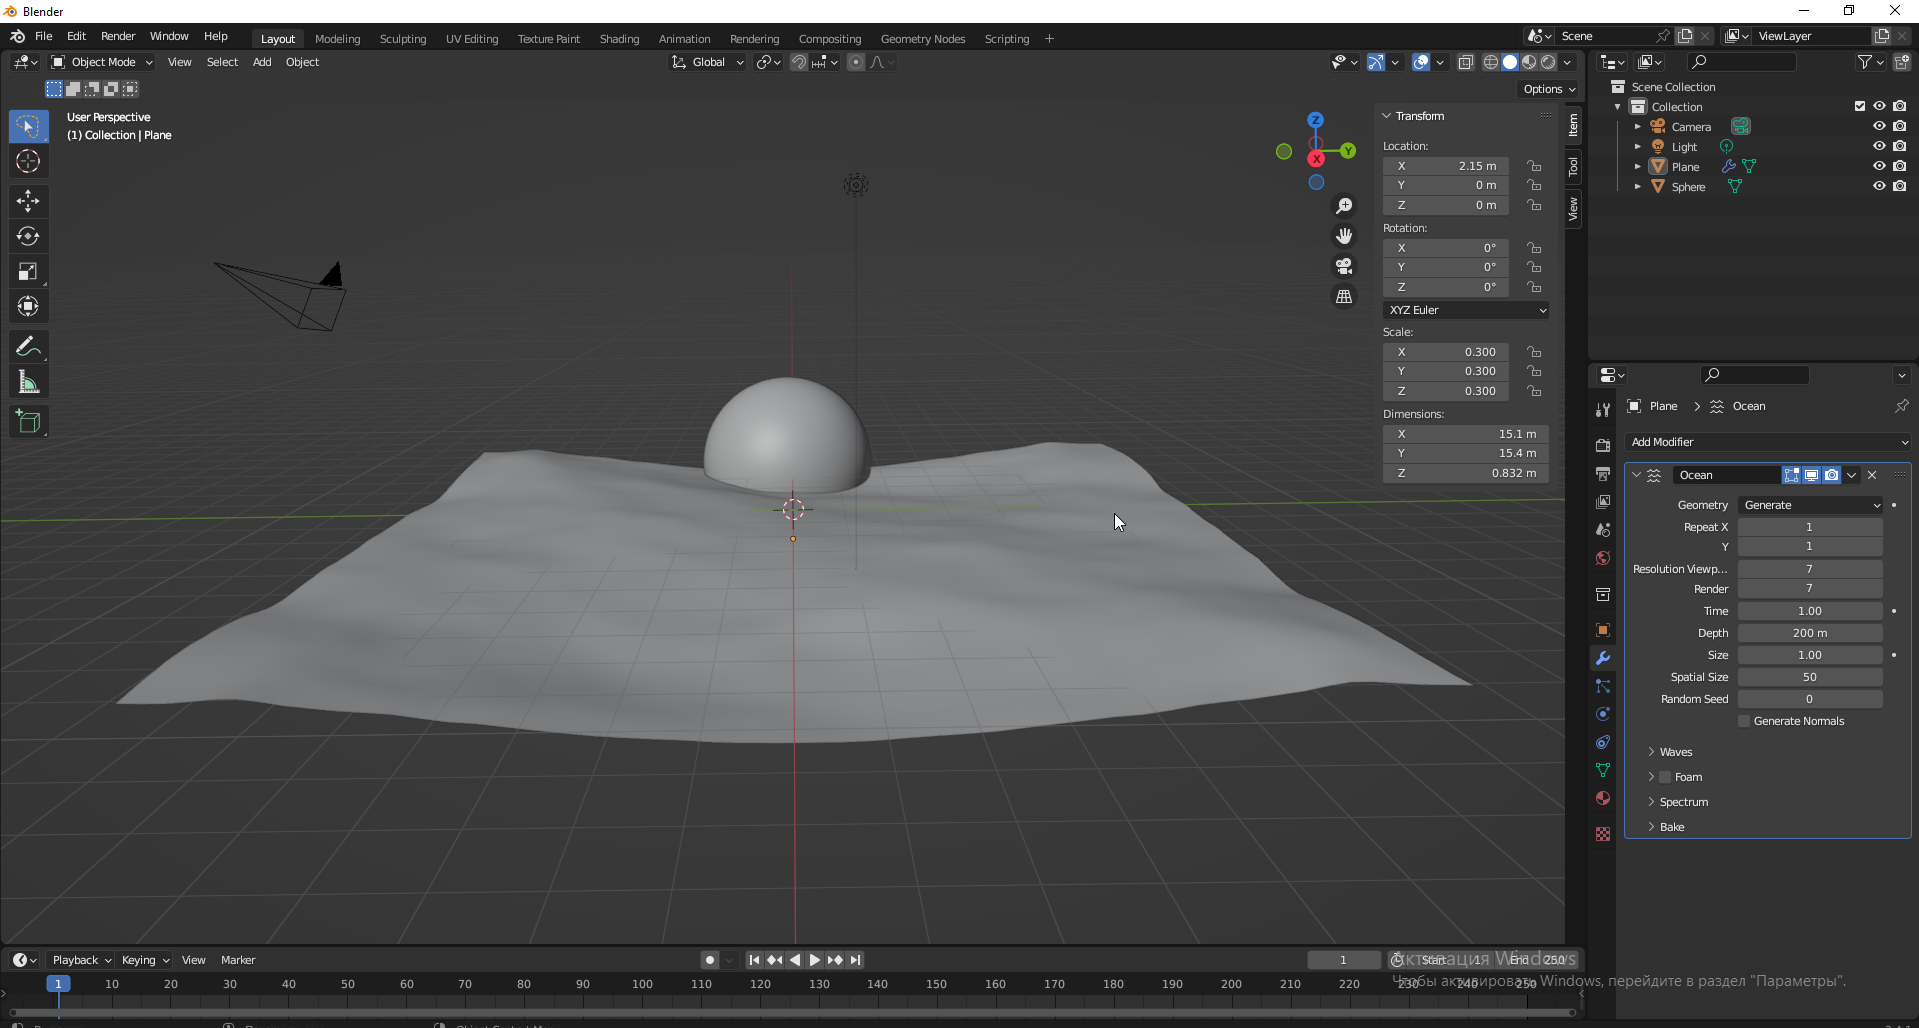 Blender
File Edit Render Window Help Layout Modeling Sculpting UV Editing Texture Paint Shading Animation Rendering Compositing Geometry Nodes Scripting + Scene ViewLayer
Object Mode View Select Add Object Global
Options
User Perspective
(1) Collection | Plane
Z
Y
X
Transform
Location:
X 2.15 m
Y 0 m
Z 0 m
Rotation:
X 0°
Y 0°
Z 0°
XYZ Euler
Scale:
X 0.300
Y 0.300
Z 0.300
Dimensions:
X 15.1 m
Y 15.4 m
Z 0.832 m
Item
Tool
View
Scene Collection
Collection
Camera
Light
Plane
Sphere
Plane > Ocean
Add Modifier
Ocean
Geometry Generate
Repeat X 1
Y 1
Resolution Viewp... 7
Render 7
Time 1.00
Depth 200 m
Size 1.00
Spatial Size 50
Random Seed 0
Generate Normals
Waves
Foam
Spectrum
Bake
Playback Keying View Marker 1 Start 1 End 250
Активация Windows
1 10 20 30 40 50 60 70 80 90 100 110 120 130 140 150 160 170 180 190 200 210 220 230 240 250
Чтобы активировать Windows, перейдите в раздел "Параметры".